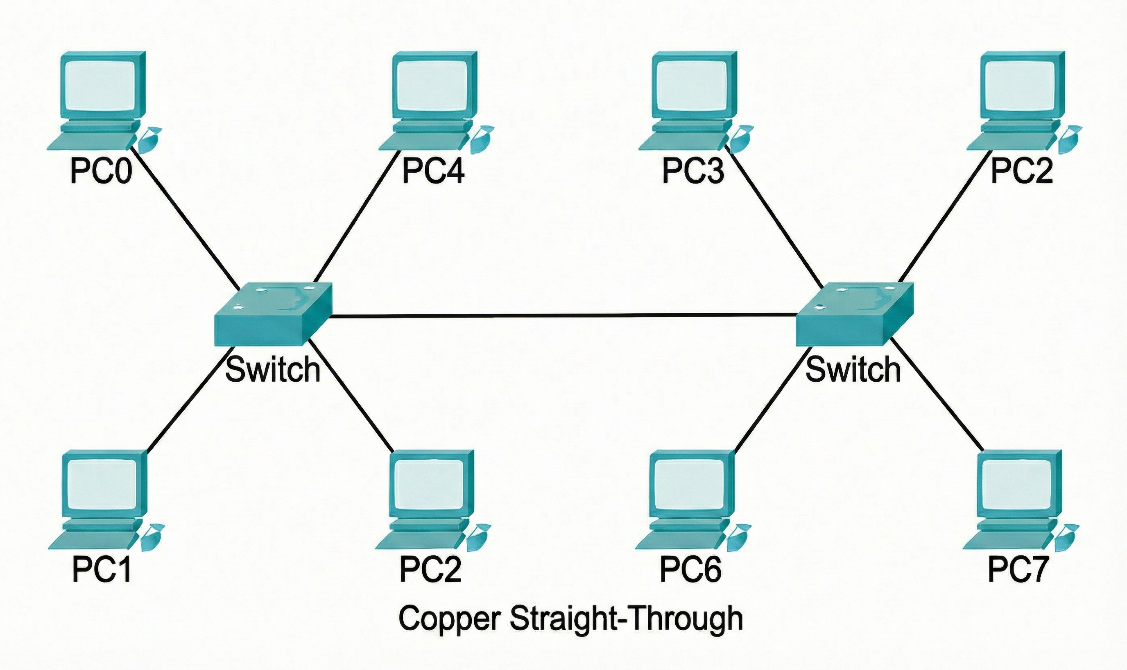 PC0
PC4
PC3
PC2
Switch
Switch
PC1
PC2
PC6
PC7
Copper Straight-Through